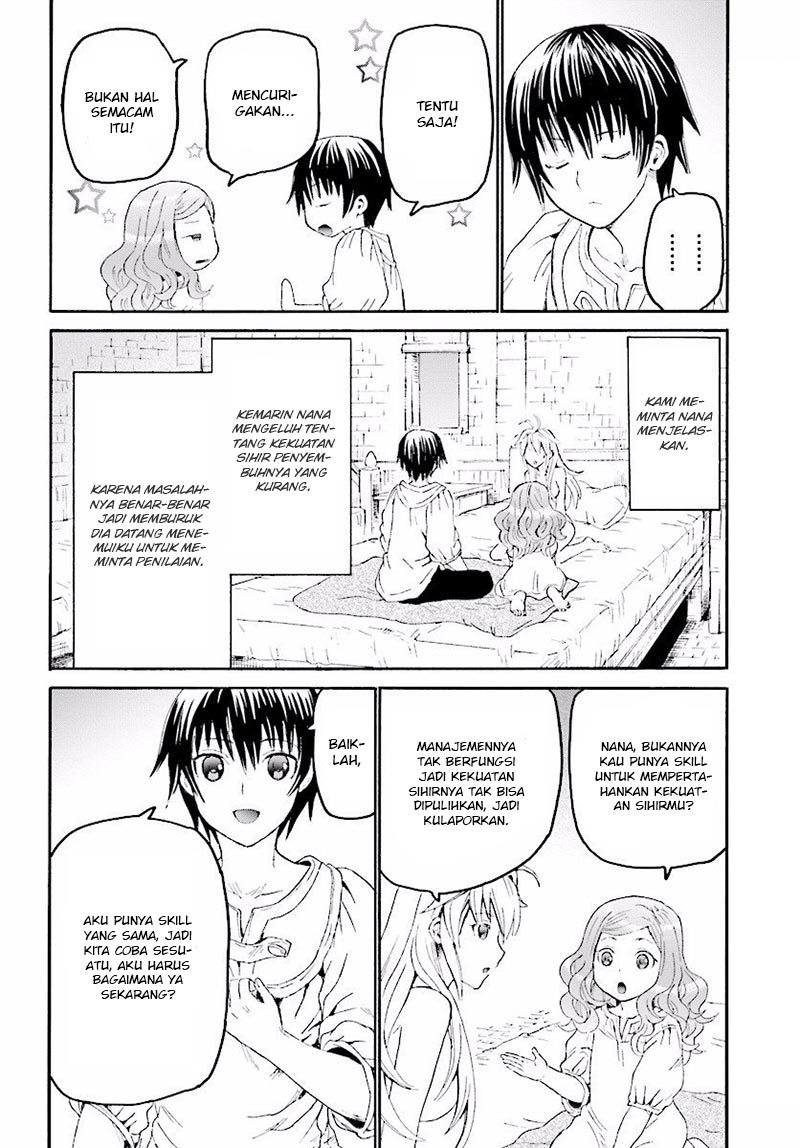 ......
TENTU
SAJA!
MENCURI-
GAKAN...
BUKAN HAL
SEMACAM
ITU!
KAMI ME-
MINTA NANA
MENJELAS-
KAN.
KEMARIN NANA
MENGELUH TEN-
TANG KEKUATAN
SIHIR PENYEM-
BUHNYA YANG
KURANG.
KARENA MASALAH-
NYA BENAR-BENAR
JADI MEMBURUK
DIA DATANG MENE-
MUIKU UNTUK ME-
MINTA PENILAIAN.
NANA, BUKANNYA
KAU PUNYA SKILL
UNTUK MEMPERTA-
HANKAN KEKUAT-
AN SIHIRMU?
MANAJEMENNYA
TAK BERFUNGSI
JADI KEKUATAN
SIHIRNYA TAK BISA
DIPULIHKAN, JADI
KULAPORKAN.
BAIK-
LAH,
AKU PUNYA SKILL
YANG SAMA, JADI
KITA COBA SESU-
ATU, AKU HARUS
BAGAIMANA YA
SEKARANG?